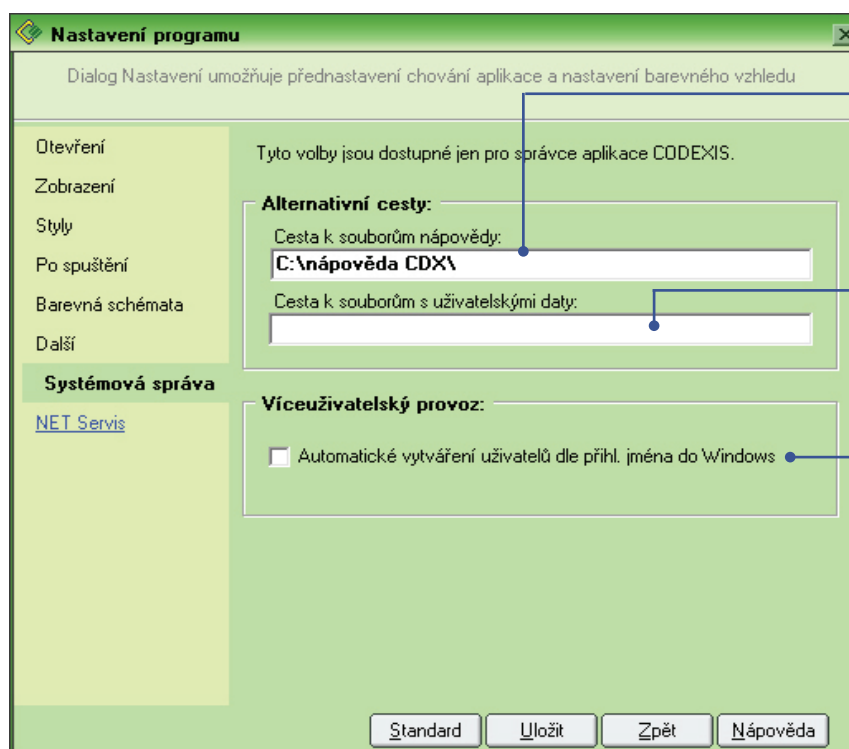 Nastavení programu
Dialog Nastavení umožňuje přednastavení chování aplikace a nastavení barevného vzhledu
Otevření
Zobrazení
Styly
Po spuštění
Barevná schémata
Další
Systémová správa
NET Servis
Tyto volby jsou dostupné jen pro správce aplikace CODEXIS.
Alternativní cesty:
Cesta k souborům nápovědy:
C:\nápověda CDX\
Cesta k souborům s uživatelskými daty:
Víceuživatelský provoz:
Automatické vytváření uživatelů dle přihl. jména do Windows
Standard Uložit Zpět Nápověda